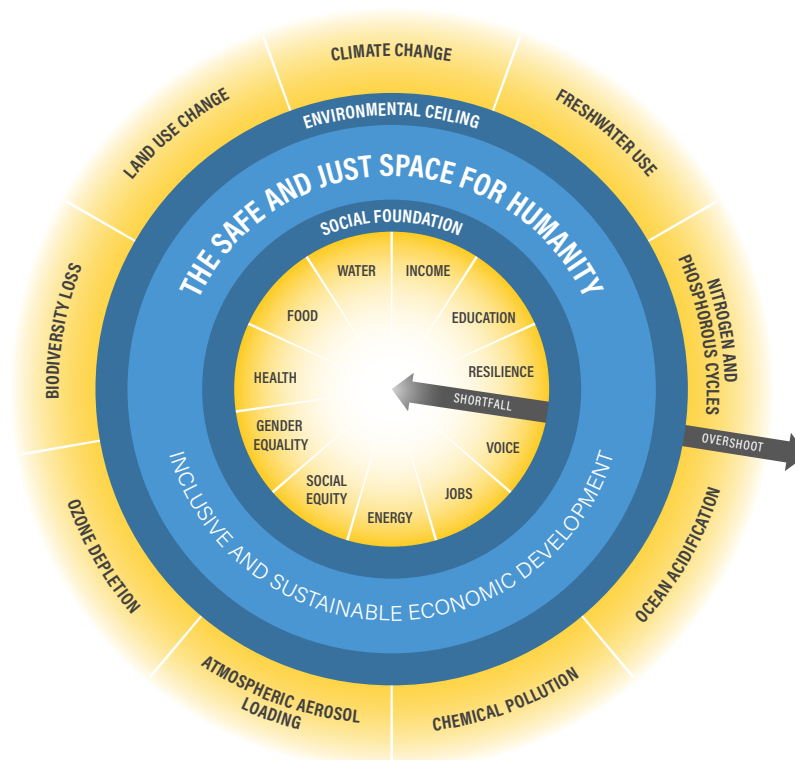 CLIMATE CHANGE
FRESHWATER USE
NITROGEN AND
PHOSPHOROUS CYCLES
OVERSHOOT
OCEAN ACIDIFICATION
CHEMICAL POLLUTION
ATMOSPHERIC AEROSOL
LOADING
OZONE DEPLETION
BIODIVERSITY LOSS
LAND USE CHANGE
ENVIRONMENTAL CEILING
THE SAFE AND JUST SPACE FOR HUMANITY
SOCIAL FOUNDATION
WATER
INCOME
EDUCATION
RESILIENCE
SHORTFALL
VOICE
JOBS
ENERGY
SOCIAL
EQUITY
GENDER
EQUALITY
HEALTH
FOOD
INCLUSIVE AND SUSTAINABLE ECONOMIC DEVELOPMENT